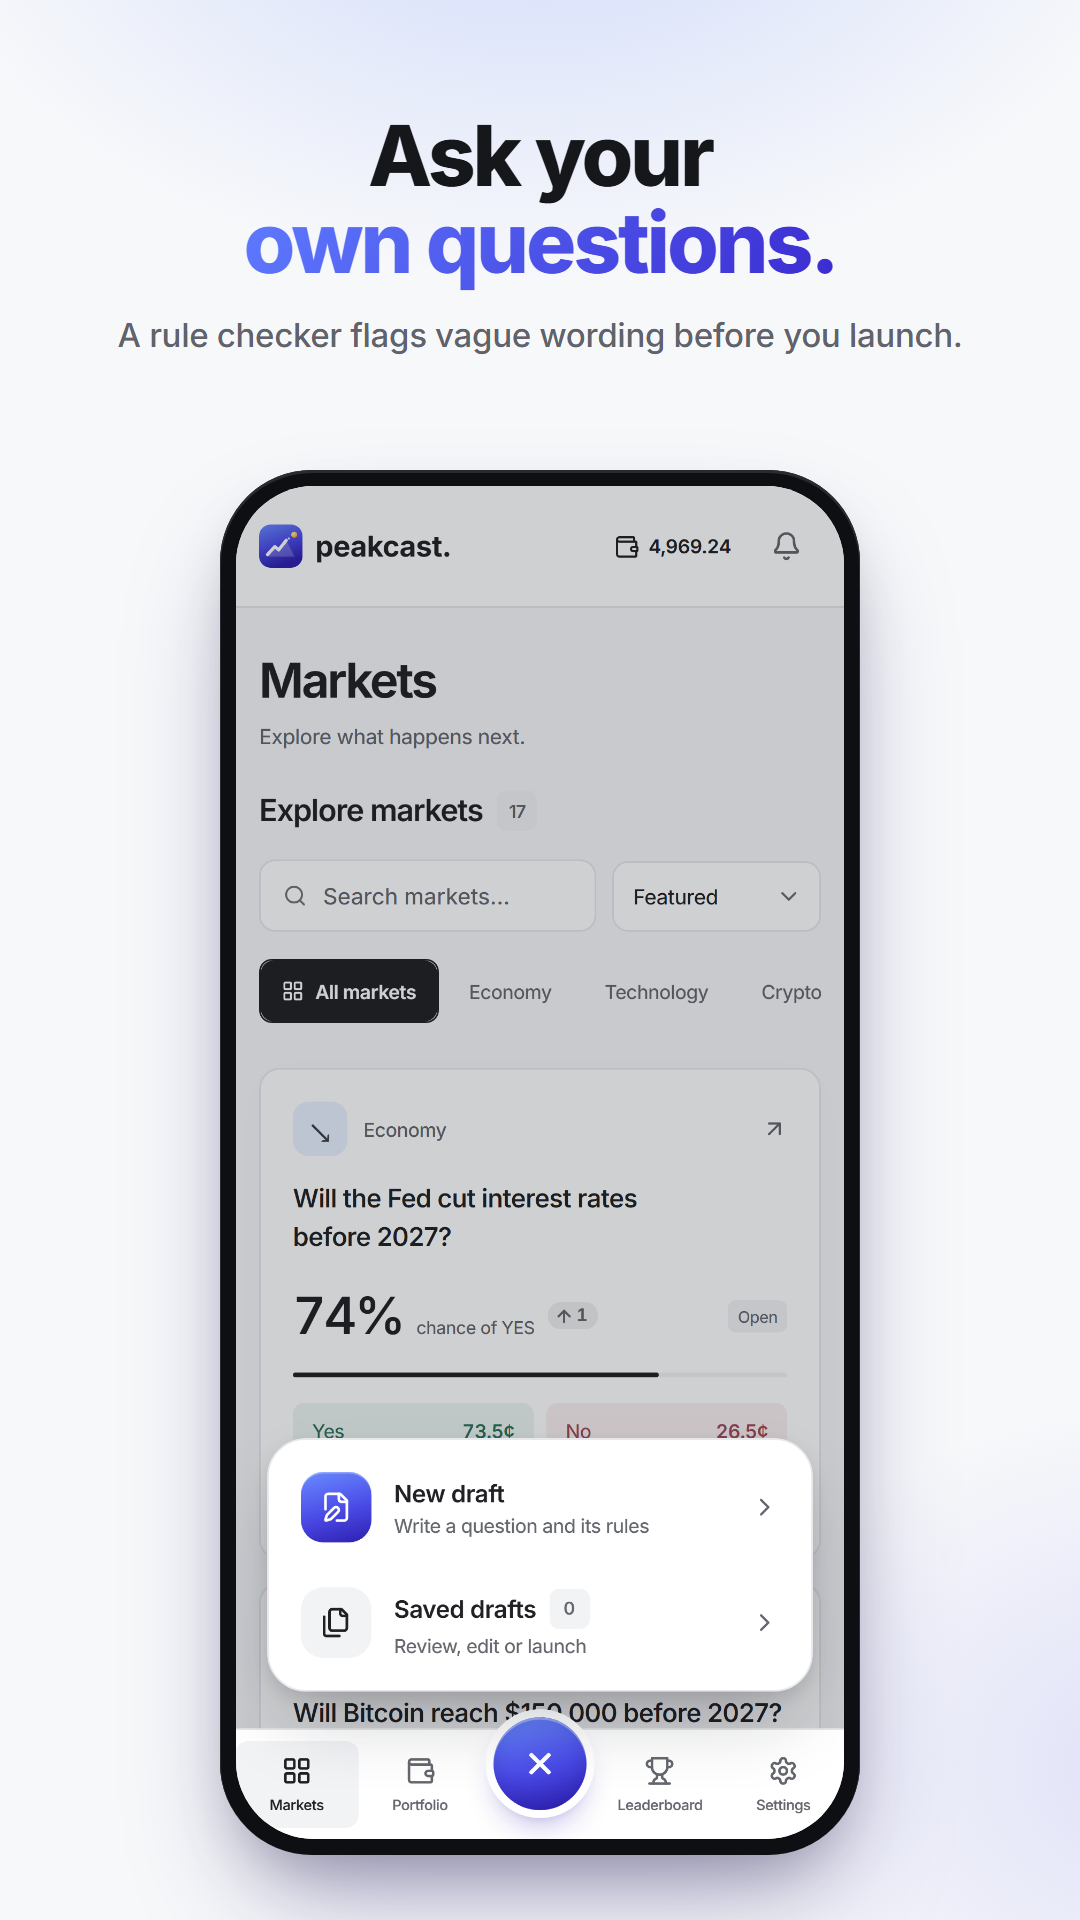 Ask your
own questions.
A rule checker flags vague wording before you launch.
peakcast.
4,969.24
Markets
Explore what happens next.
Explore markets 17
Search markets...
Featured
All markets
Economy
Technology
Crypto
Economy
Will the Fed cut interest rates
before 2027?
74% chance of YES ↑ 1
Open
Yes 73.5¢
No 26.5¢
New draft
Write a question and its rules
Saved drafts 0
Review, edit or launch
Will Bitcoin reach $150,000 before 2027?
Markets
Portfolio
Leaderboard
Settings